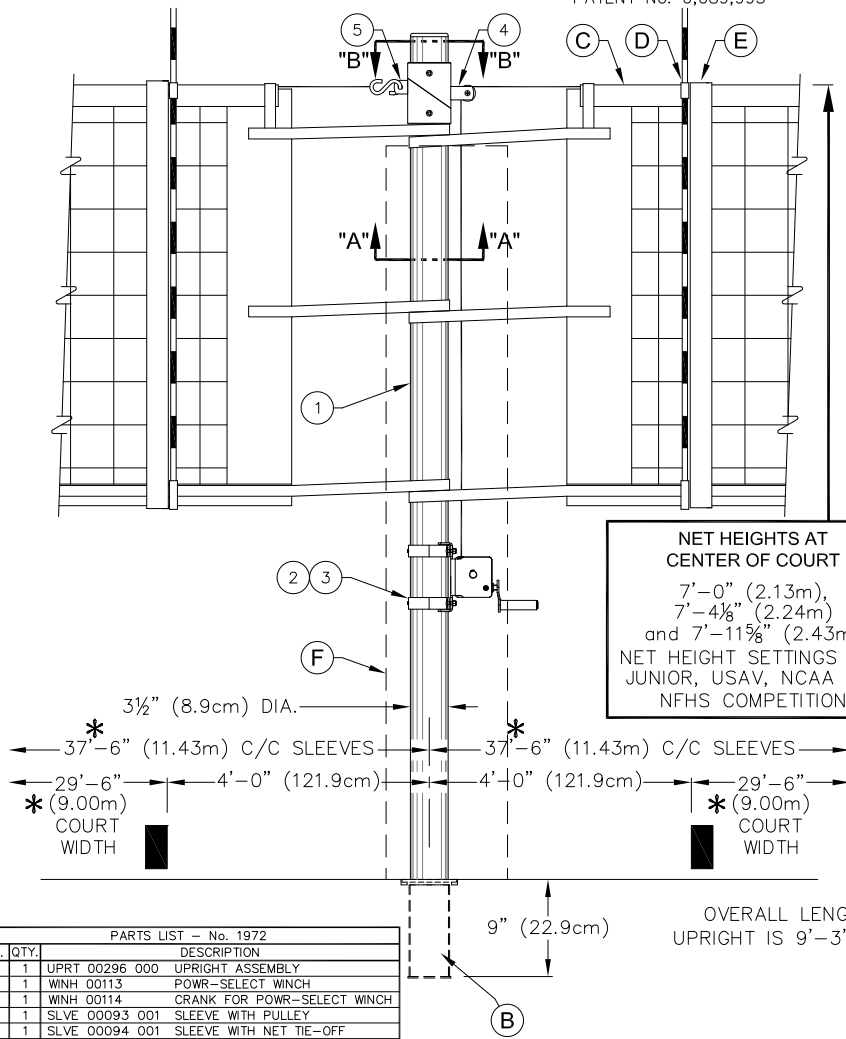 PATENT NO. 6,089,993
5
4
C
D
E
"B"
"B"
"A"
"A"
1
NET HEIGHTS AT
CENTER OF COURT
7'-0" (2.13m),
7'-4⅛" (2.24m)
and 7'-11⅝" (2.43m
NET HEIGHT SETTINGS
JUNIOR, USAV, NCAA
NFHS COMPETITION
2
3
F
3½" (8.9cm) DIA.
*
*
37'-6" (11.43m) C/C SLEEVES
37'-6" (11.43m) C/C SLEEVES
29'-6"
4'-0" (121.9cm)
4'-0" (121.9cm)
29'-6"
* (9.00m)
COURT
WIDTH
* (9.00m)
COURT
WIDTH
9" (22.9cm)
OVERALL LENG
UPRIGHT IS 9'-3"
B
PARTS LIST – No. 1972
. QTY. DESCRIPTION
1 UPRT 00296 000 UPRIGHT ASSEMBLY
1 WINH 00113 POWR-SELECT WINCH
1 WINH 00114 CRANK FOR POWR-SELECT WINCH
1 SLVE 00093 001 SLEEVE WITH PULLEY
1 SLVE 00094 001 SLEEVE WITH NET TIE-OFF